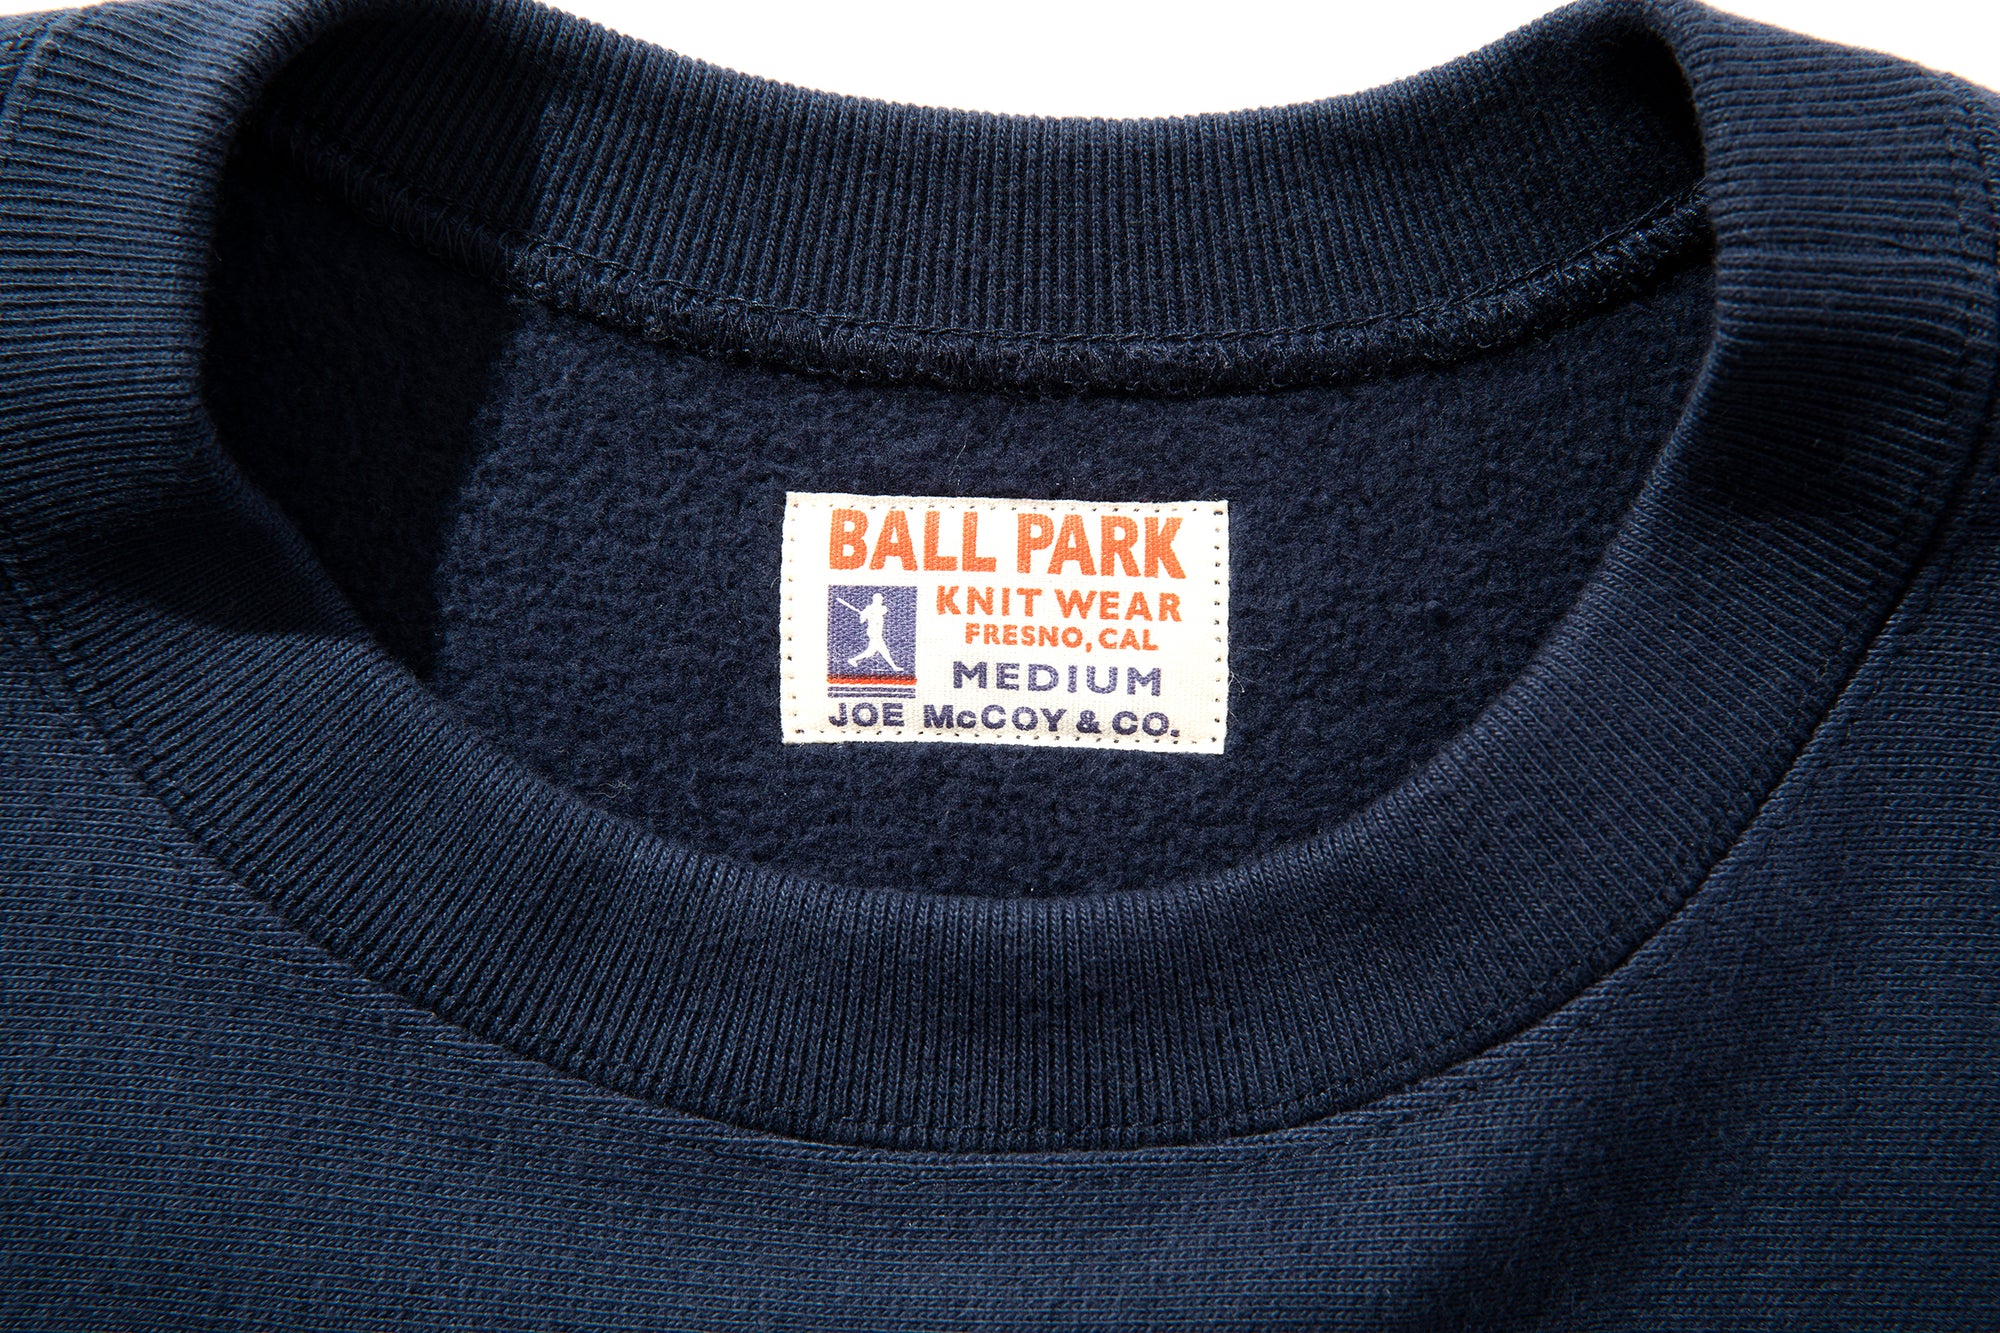 BALL PARK
KNIT WEAR
FRESNO, CAL
MEDIUM
JOE McCOY & CO.